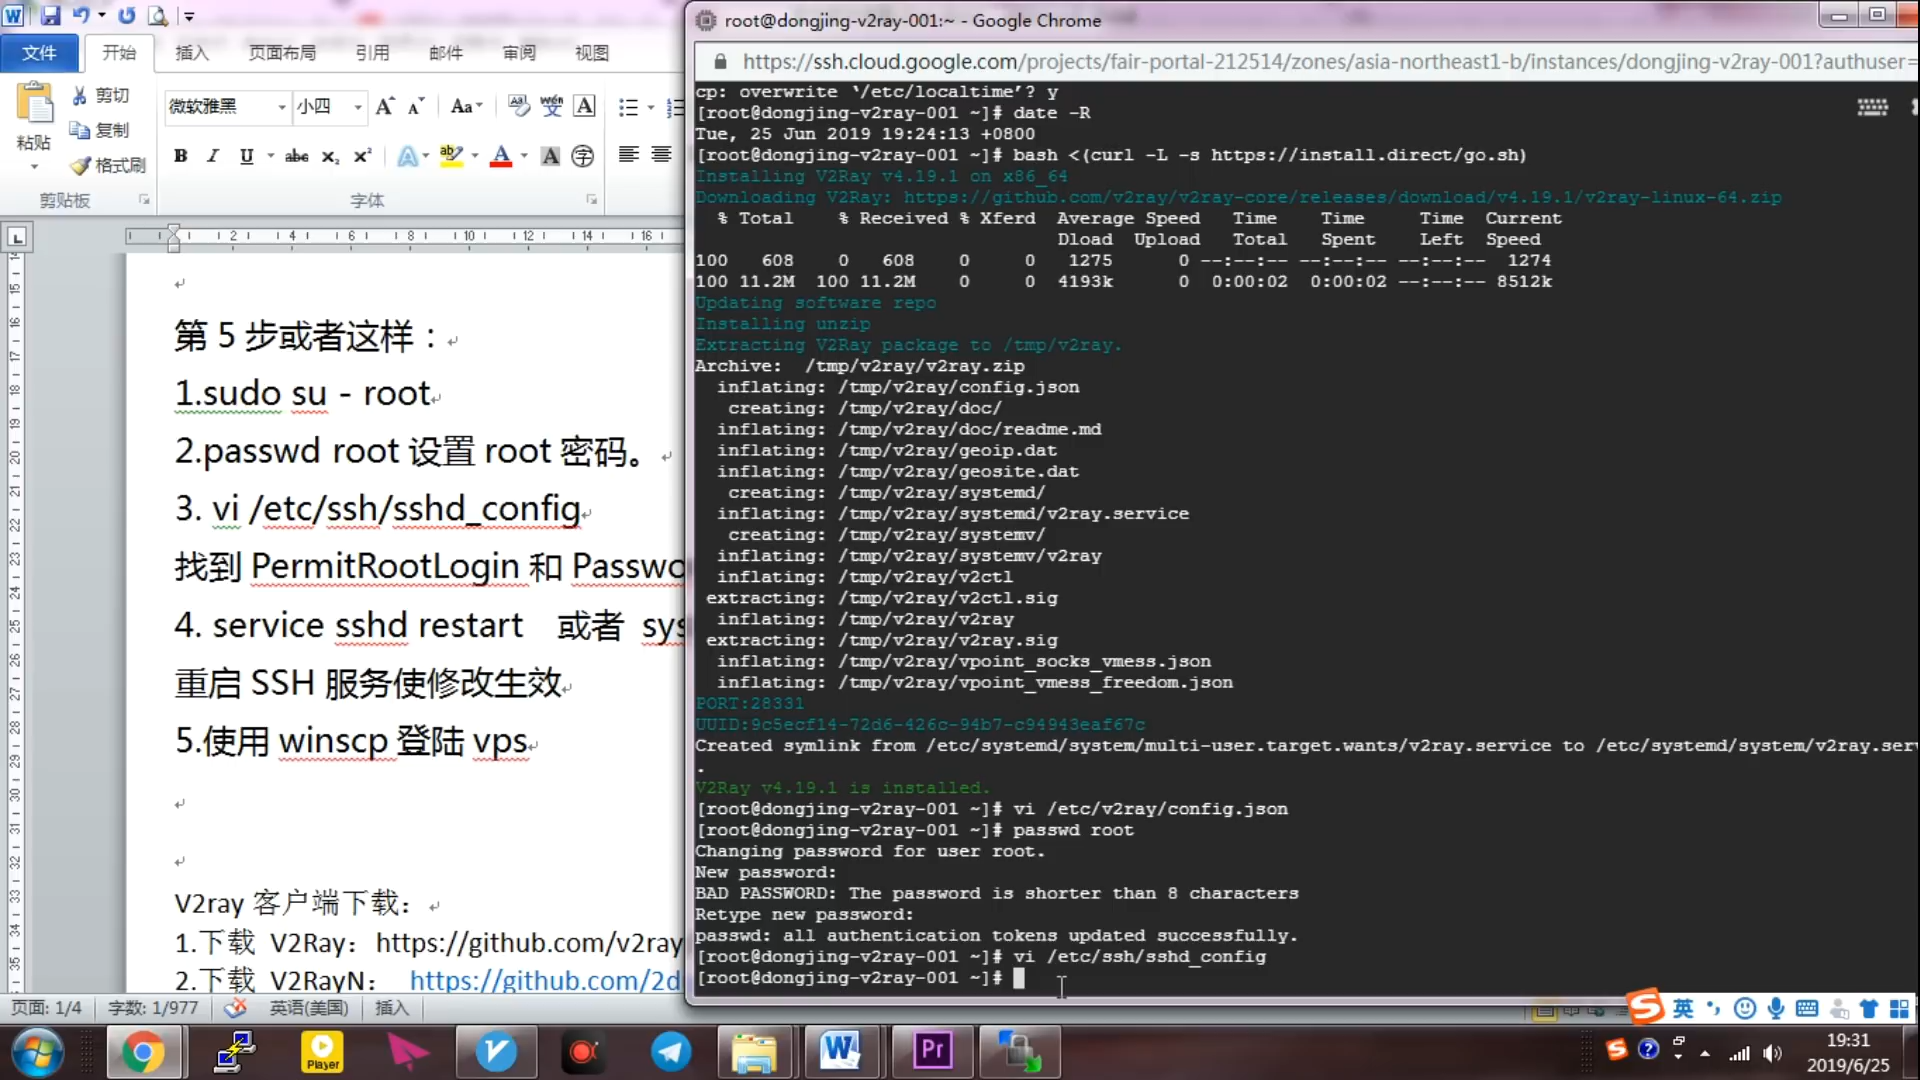 文件
开始
插入
页面布局
引用
邮件
审阅
视图
粘贴
剪切
复制
格式刷
剪贴板
微软雅黑
小四
字体
第 5 步或者这样：
1.sudo su - root
2.passwd root 设置 root 密码。
3. vi /etc/ssh/sshd_config
找到 PermitRootLogin 和 Passwo
4. service sshd restart 或者 sys
重启 SSH 服务使修改生效
5.使用 winscp 登陆 vps
V2ray 客户端下载：
1.下载 V2Ray：https://github.com/v2ray
2.下载 V2RayN： https://github.com/2d
页面: 1/4 字数: 1/977 英语(美国) 插入
root@dongjing-v2ray-001:~ - Google Chrome
https://ssh.cloud.google.com/projects/fair-portal-212514/zones/asia-northeast1-b/instances/dongjing-v2ray-001?authuser=
cp: overwrite ‘/etc/localtime’? y
[root@dongjing-v2ray-001 ~]# date -R
Tue, 25 Jun 2019 19:24:13 +0800
[root@dongjing-v2ray-001 ~]# bash <(curl -L -s https://install.direct/go.sh)
Installing V2Ray v4.19.1 on x86_64
Downloading V2Ray: https://github.com/v2ray/v2ray-core/releases/download/v4.19.1/v2ray-linux-64.zip
% Total % Received % Xferd Average Speed Time Time Time Current
Dload Upload Total Spent Left Speed
100 608 0 608 0 0 1275 0 --:--:-- --:--:-- --:--:-- 1274
100 11.2M 100 11.2M 0 0 4193k 0 0:00:02 0:00:02 --:--:-- 8512k
Updating software repo
Installing unzip
Extracting V2Ray package to /tmp/v2ray.
Archive: /tmp/v2ray/v2ray.zip
inflating: /tmp/v2ray/config.json
creating: /tmp/v2ray/doc/
inflating: /tmp/v2ray/doc/readme.md
inflating: /tmp/v2ray/geoip.dat
inflating: /tmp/v2ray/geosite.dat
creating: /tmp/v2ray/systemd/
inflating: /tmp/v2ray/systemd/v2ray.service
creating: /tmp/v2ray/systemv/
inflating: /tmp/v2ray/systemv/v2ray
inflating: /tmp/v2ray/v2ctl
extracting: /tmp/v2ray/v2ctl.sig
inflating: /tmp/v2ray/v2ray
extracting: /tmp/v2ray/v2ray.sig
inflating: /tmp/v2ray/vpoint_socks_vmess.json
inflating: /tmp/v2ray/vpoint_vmess_freedom.json
PORT:28331
UUID:9c5ecf14-72d6-426c-94b7-c94943eaf67c
Created symlink from /etc/systemd/system/multi-user.target.wants/v2ray.service to /etc/systemd/system/v2ray.serv
.
V2Ray v4.19.1 is installed.
[root@dongjing-v2ray-001 ~]# vi /etc/v2ray/config.json
[root@dongjing-v2ray-001 ~]# passwd root
Changing password for user root.
New password:
BAD PASSWORD: The password is shorter than 8 characters
Retype new password:
passwd: all authentication tokens updated successfully.
[root@dongjing-v2ray-001 ~]# vi /etc/ssh/sshd_config
[root@dongjing-v2ray-001 ~]#
英
Player
Pr
19:31
2019/6/25